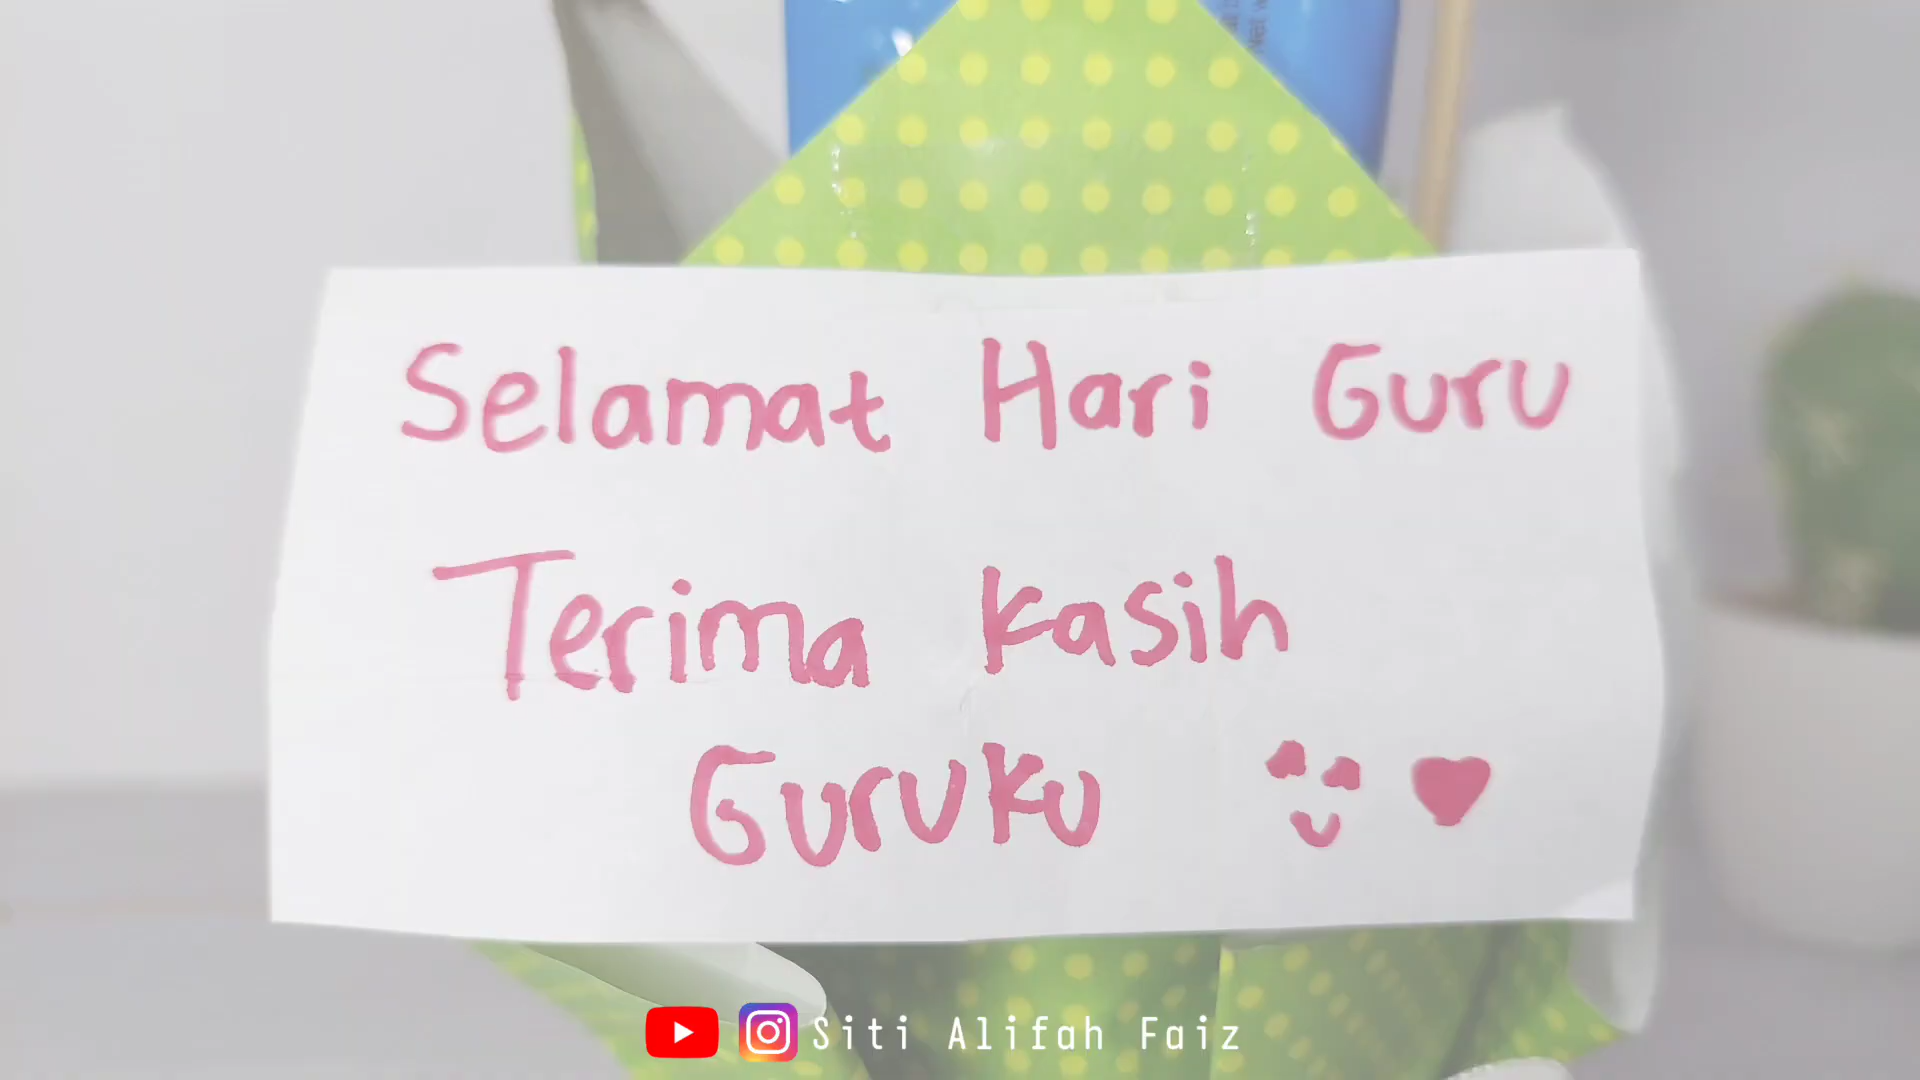 Selamat Hari Guru
Terima kasih
Guruku
Siti Alifah Faiz